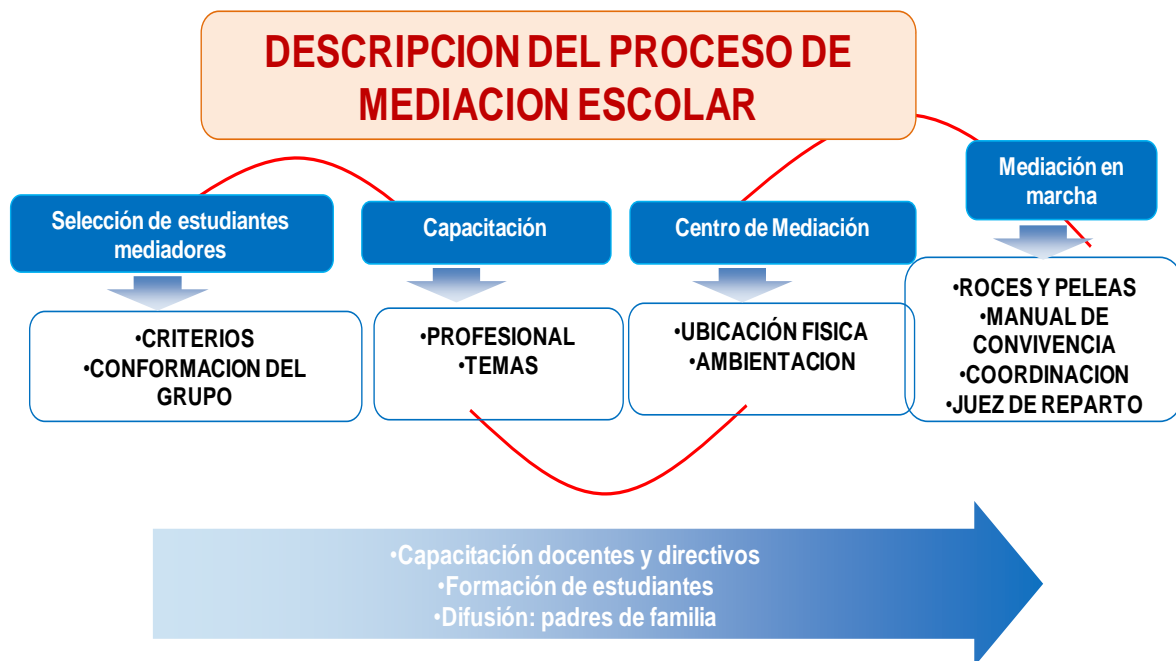 DESCRIPCION DEL PROCESO DE
MEDIACION ESCOLAR
Selección de estudiantes
mediadores
•CRITERIOS
•CONFORMACION DEL
GRUPO
Capacitación
•PROFESIONAL
•TEMAS
Centro de Mediación
•UBICACIÓN FISICA
•AMBIENTACION
Mediación en
marcha
•ROCES Y PELEAS
•MANUAL DE
CONVIVENCIA
•COORDINACION
•JUEZ DE REPARTO
•Capacitación docentes y directivos
•Formación de estudiantes
•Difusión: padres de familia